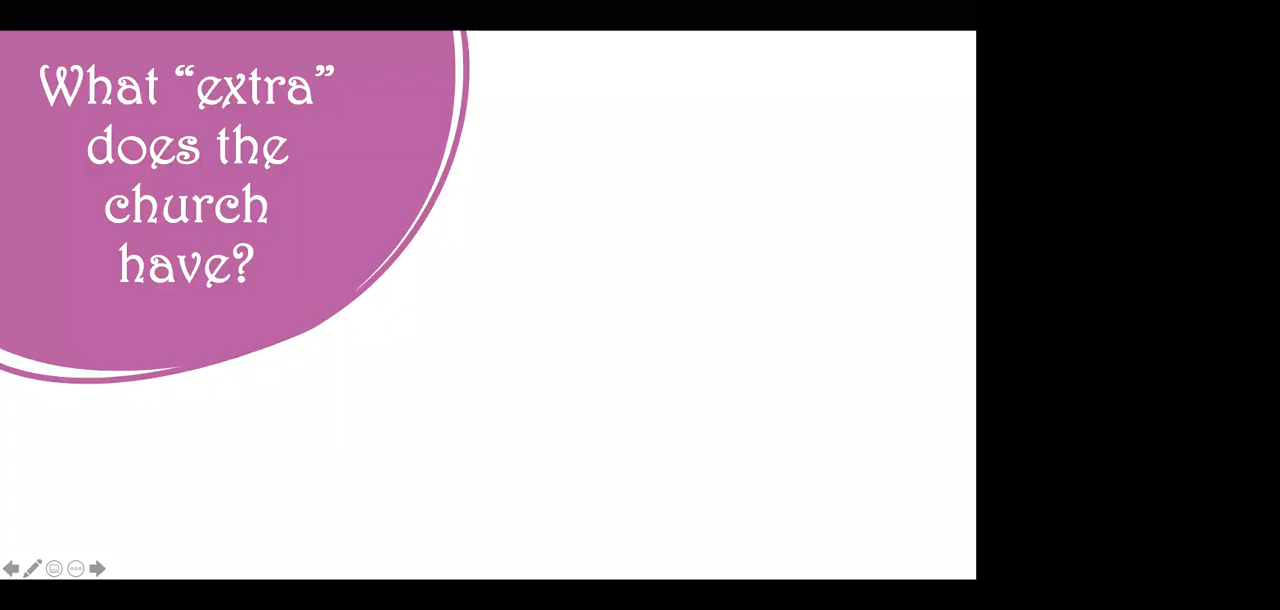 What “extra”
does the
church
have?